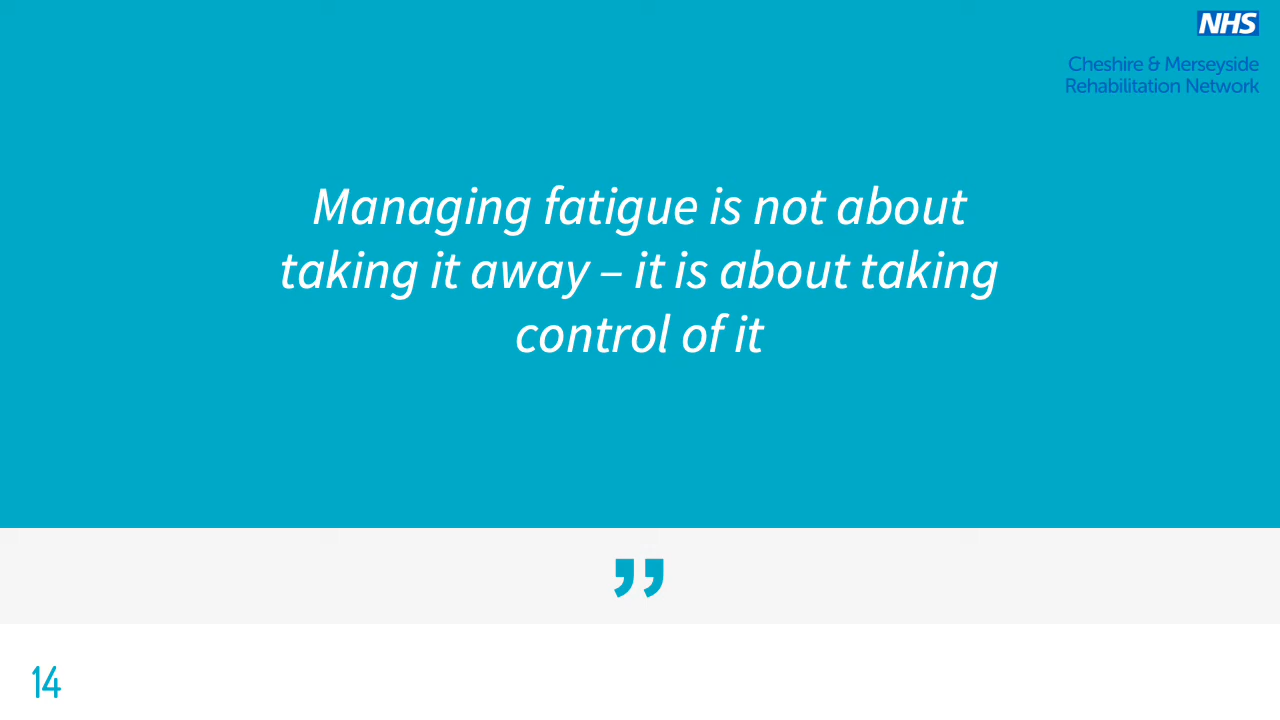 NHS
Cheshire & Merseyside
Rehabilitation Network
Managing fatigue is not about
taking it away – it is about taking
control of it
”
14